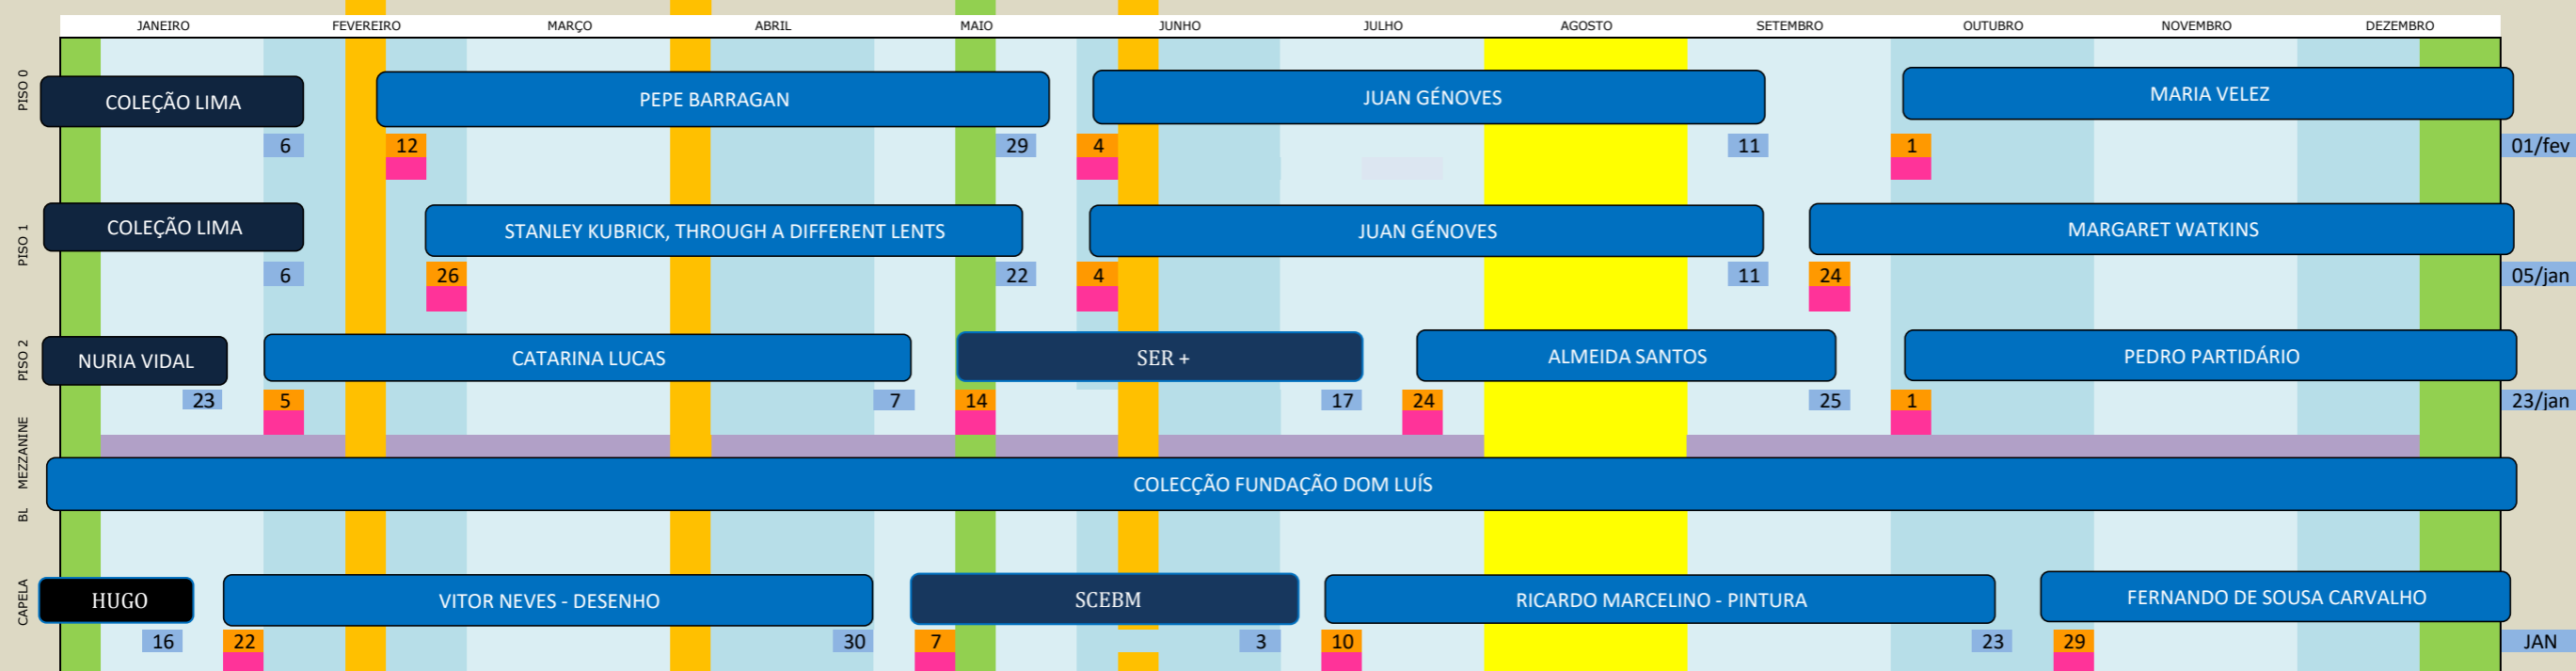 JANEIRO FEVEREIRO MARÇO ABRIL MAIO JUNHO JULHO AGOSTO SETEMBRO OUTUBRO NOVEMBRO DEZEMBRO
PISO 0
COLEÇÃO LIMA PEPE BARRAGAN JUAN GÉNOVES MARIA VELEZ
6 12 29 4 11 1 01/fev
PISO 1
COLEÇÃO LIMA STANLEY KUBRICK, THROUGH A DIFFERENT LENTS JUAN GÉNOVES MARGARET WATKINS
6 26 22 4 11 24 05/jan
PISO 2
NURIA VIDAL CATARINA LUCAS SER + ALMEIDA SANTOS PEDRO PARTIDÁRIO
23 5 7 14 17 24 25 1 23/jan
BL MEZZANINE
COLECÇÃO FUNDAÇÃO DOM LUÍS
CAPELA
HUGO VITOR NEVES - DESENHO SCEBM RICARDO MARCELINO - PINTURA FERNANDO DE SOUSA CARVALHO
16 22 30 7 3 10 23 29 JAN